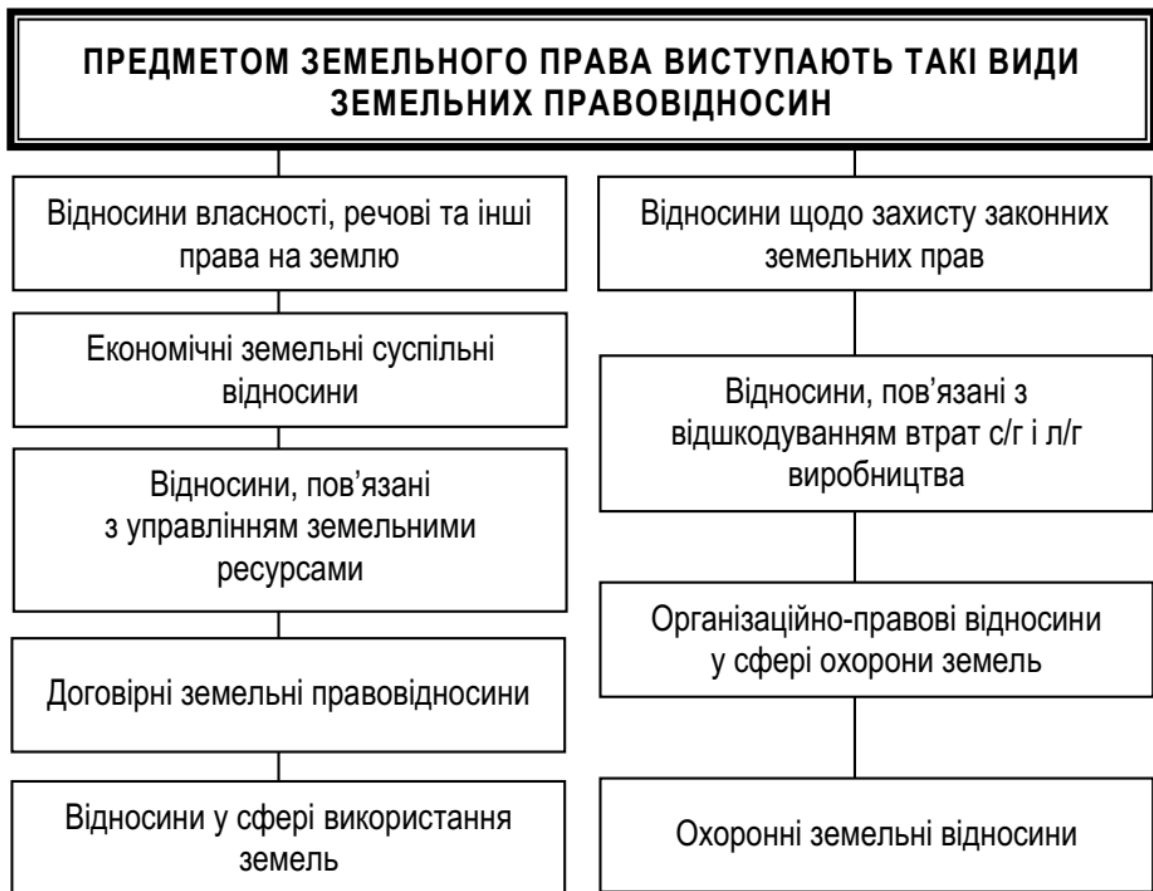 ПРЕДМЕТОМ ЗЕМЕЛЬНОГО ПРАВА ВИСТУПАЮТЬ ТАКІ ВИДИ
ЗЕМЕЛЬНИХ ПРАВОВІДНОСИН
Відносини власності, речові та інші
права на землю
Економічні земельні суспільні
відносини
Відносини, пов’язані
з управлінням земельними
ресурсами
Договірні земельні правовідносини
Відносини у сфері використання
земель
Відносини щодо захисту законних
земельних прав
Відносини, пов’язані з
відшкодуванням втрат с/г і л/г
виробництва
Організаційно-правові відносини
у сфері охорони земель
Охоронні земельні відносини